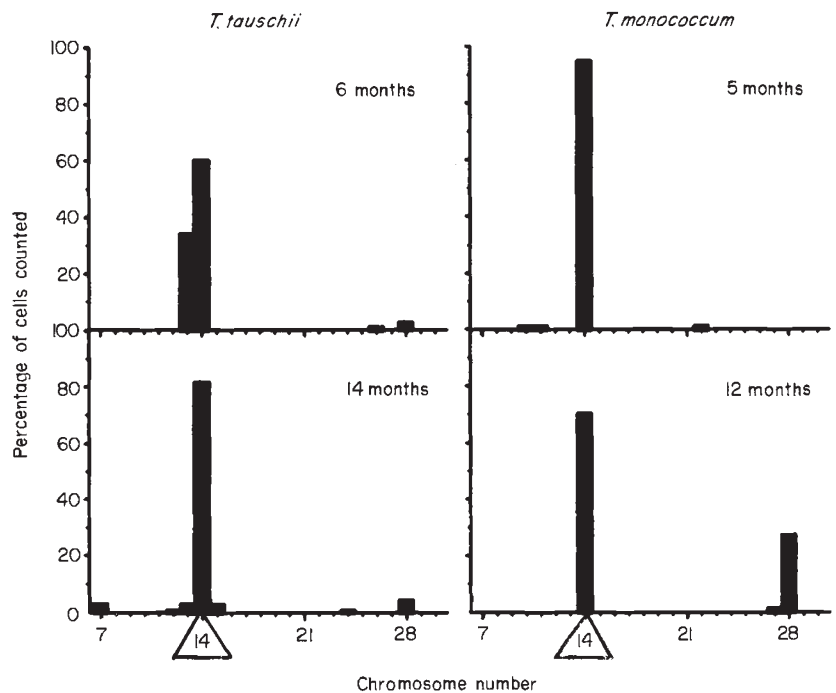 T. tauschii
T. monococcum
Percentage of cells counted
100
80
60
40
20
100
80
60
40
20
0
6 months
5 months
14 months
12 months
7
14
21
28
7
14
21
28
Chromosome number